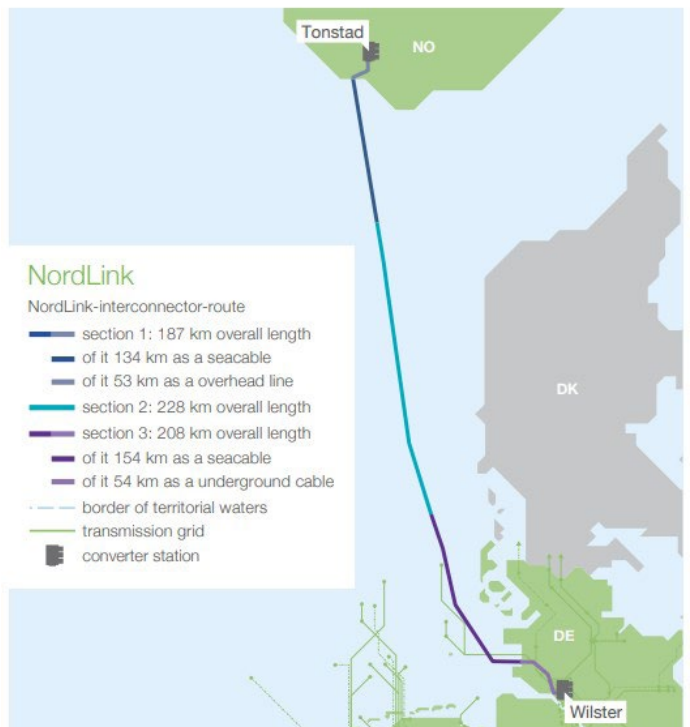 Tonstad
NO
NordLink
NordLink-interconnector-route
section 1: 187 km overall length
of it 134 km as a seacable
of it 53 km as a overhead line
section 2: 228 km overall length
section 3: 208 km overall length
of it 154 km as a seacable
of it 54 km as a underground cable
border of territorial waters
transmission grid
converter station
DK
DE
Wilster